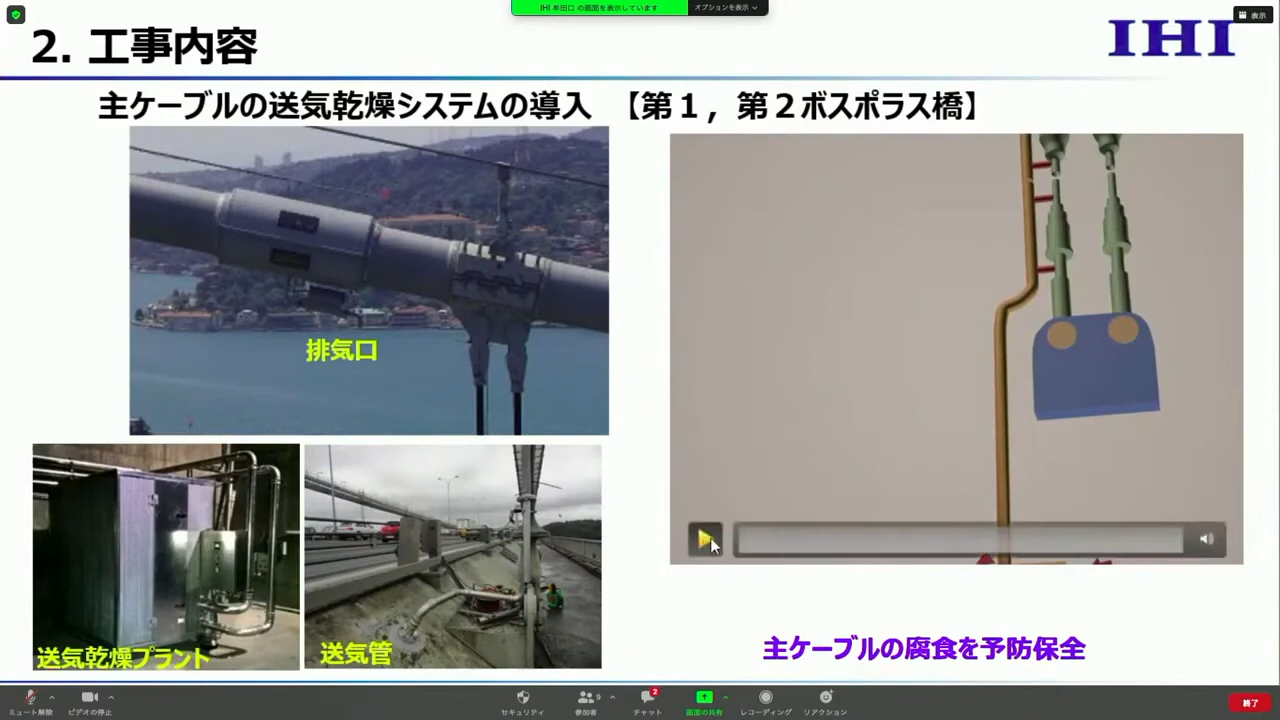 IHI 牟田口 の画面を表示しています
オプションを表示
表示
2. 工事内容
IHI
主ケーブルの送気乾燥システムの導入 【第１，第２ボスポラス橋】
排気口
送気乾燥プラント
送気管
主ケーブルの腐食を予防保全
ミュート解除
ビデオの停止
セキュリティ
参加者
9
チャット
2
画面の共有
レコーディング
リアクション
終了